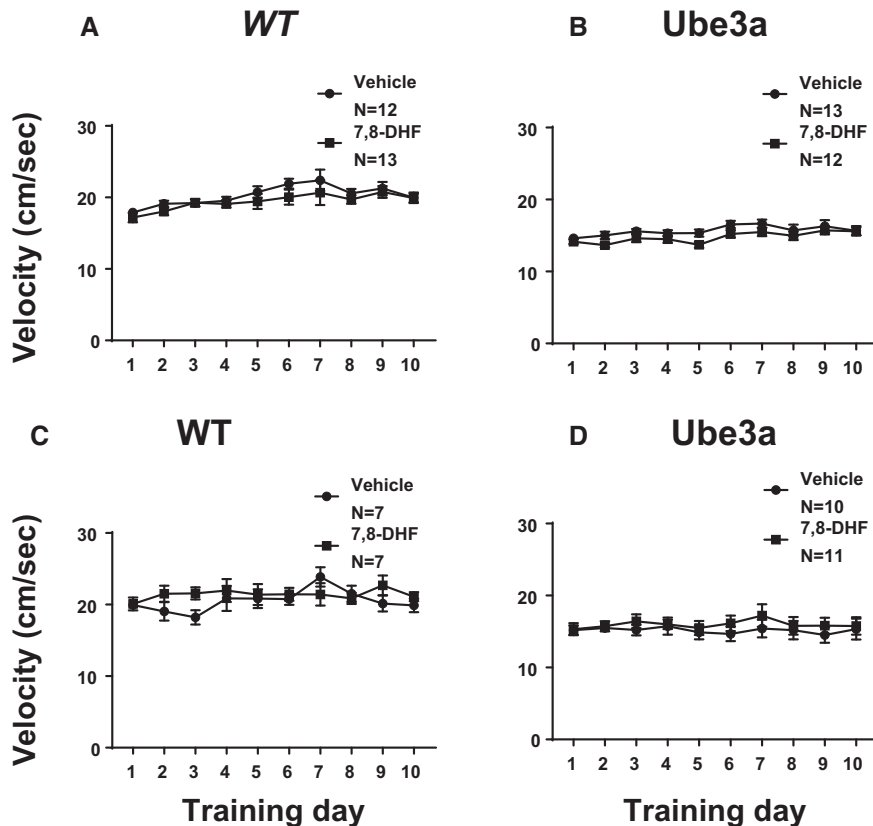 A
WT
Vehicle
N=12
7,8-DHF
N=13
Velocity (cm/sec)
30
20
10
0
1 2 3 4 5 6 7 8 9 10
B
Ube3a
Vehicle
N=13
7,8-DHF
N=12
30
20
10
0
1 2 3 4 5 6 7 8 9 10
C
WT
Vehicle
N=7
7,8-DHF
N=7
Velocity (cm/sec)
30
20
10
0
1 2 3 4 5 6 7 8 9 10
Training day
D
Ube3a
Vehicle
N=10
7,8-DHF
N=11
30
20
10
0
1 2 3 4 5 6 7 8 9 10
Training day